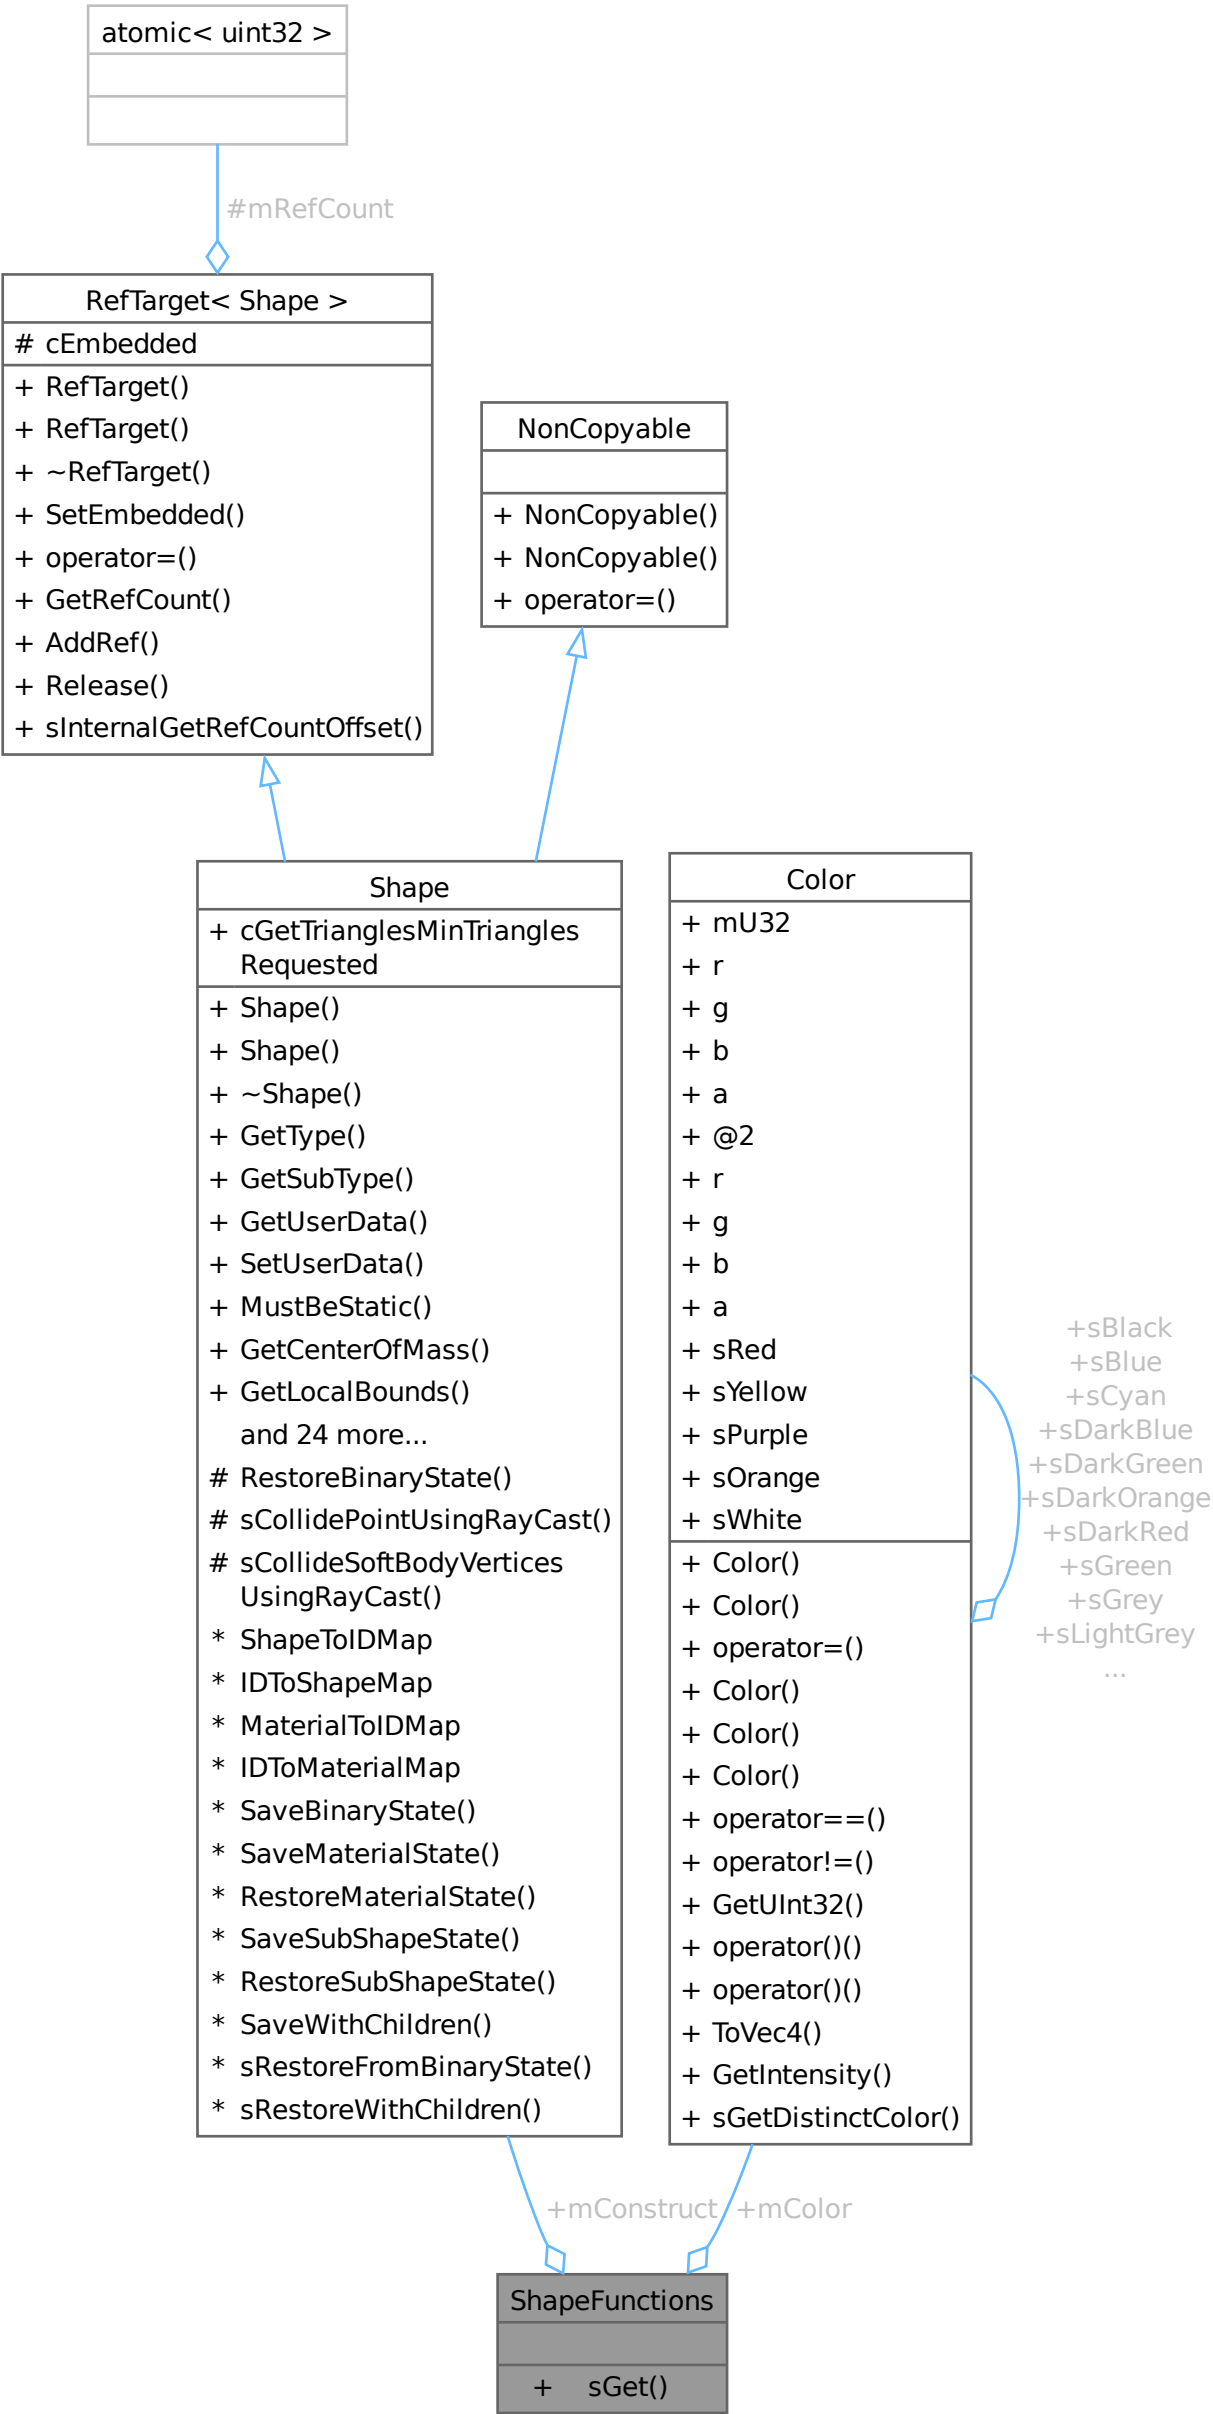 atomic< uint32 >
#mRefCount
RefTarget< Shape >
# cEmbedded
+ RefTarget()
+ RefTarget()
+ ~RefTarget()
+ SetEmbedded()
+ operator=()
+ GetRefCount()
+ AddRef()
+ Release()
+ sInternalGetRefCountOffset()
NonCopyable
+ NonCopyable()
+ NonCopyable()
+ operator=()
Shape
+ cGetTrianglesMinTriangles
Requested
+ Shape()
+ Shape()
+ ~Shape()
+ GetType()
+ GetSubType()
+ GetUserData()
+ SetUserData()
+ MustBeStatic()
+ GetCenterOfMass()
+ GetLocalBounds()
and 24 more...
# RestoreBinaryState()
# sCollidePointUsingRayCast()
# sCollideSoftBodyVertices
UsingRayCast()
* ShapeToIDMap
* IDToShapeMap
* MaterialToIDMap
* IDToMaterialMap
* SaveBinaryState()
* SaveMaterialState()
* RestoreMaterialState()
* SaveSubShapeState()
* RestoreSubShapeState()
* SaveWithChildren()
* sRestoreFromBinaryState()
* sRestoreWithChildren()
Color
+ mU32
+ r
+ g
+ b
+ a
+ @2
+ r
+ g
+ b
+ a
+ sRed
+ sYellow
+ sPurple
+ sOrange
+ sWhite
+ Color()
+ Color()
+ operator=()
+ Color()
+ Color()
+ Color()
+ operator==()
+ operator!=()
+ GetUInt32()
+ operator()()
+ operator()()
+ ToVec4()
+ GetIntensity()
+ sGetDistinctColor()
+sBlack
+sBlue
+sCyan
+sDarkBlue
+sDarkGreen
+sDarkOrange
+sDarkRed
+sGreen
+sGrey
+sLightGrey
...
+mConstruct
+mColor
ShapeFunctions
+ sGet()